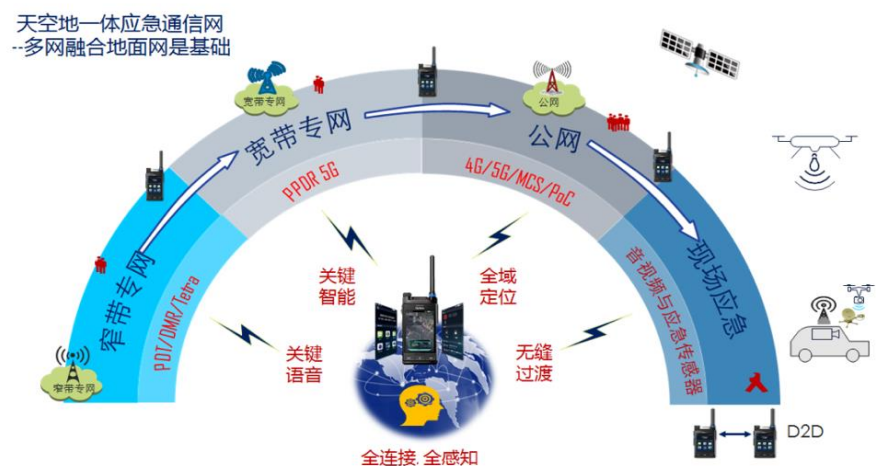 天空地一体应急通信网
--多网融合地面网是基础
宽带专网
公网
宽带专网
公网
PPDR 5G
4G/5G/MCS/PoC
窄带专网
PDT/DMR/Tetra
现场应急
音视频与应急传感器
关键
智能
全域
定位
关键
语音
无缝
过渡
窄带专网
D2D
全连接,全感知